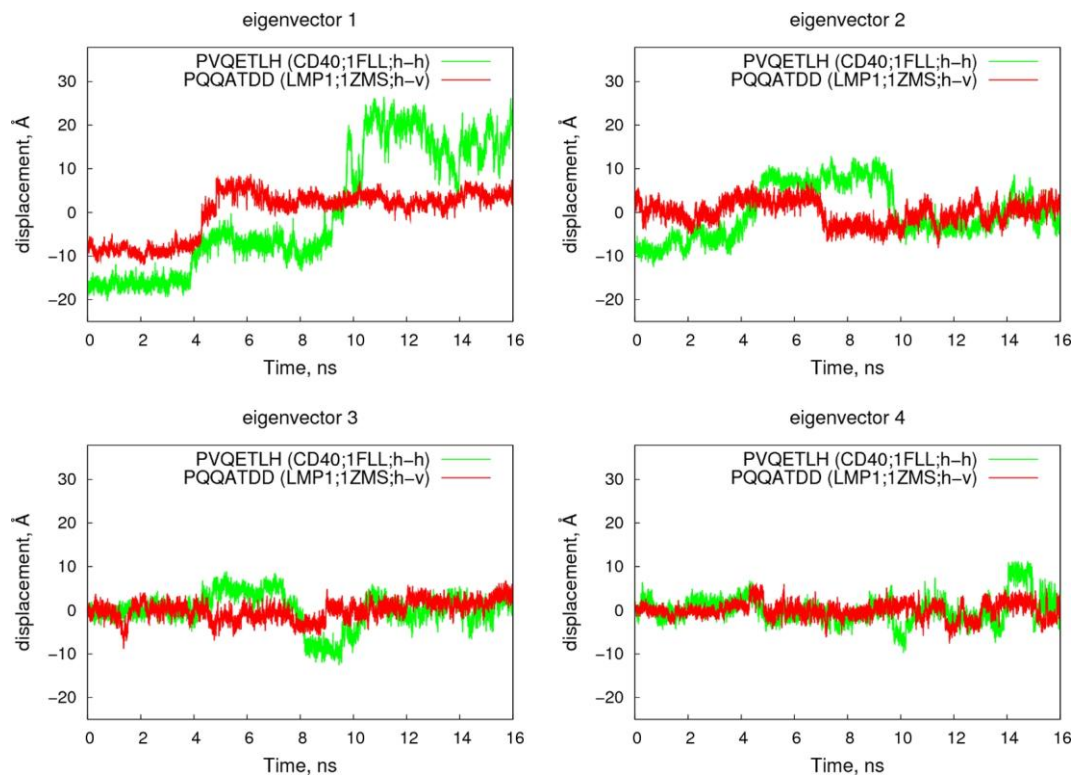 eigenvector 1
PVQETLH (CD40;1FLL;h-h)
PQQATDD (LMP1;1ZMS;h-v)
displacement, Å
30
20
10
0
-10
-20
0 2 4 6 8 10 12 14 16
Time, ns
eigenvector 2
PVQETLH (CD40;1FLL;h-h)
PQQATDD (LMP1;1ZMS;h-v)
displacement, Å
30
20
10
0
-10
-20
0 2 4 6 8 10 12 14 16
Time, ns
eigenvector 3
PVQETLH (CD40;1FLL;h-h)
PQQATDD (LMP1;1ZMS;h-v)
displacement, Å
30
20
10
0
-10
-20
0 2 4 6 8 10 12 14 16
Time, ns
eigenvector 4
PVQETLH (CD40;1FLL;h-h)
PQQATDD (LMP1;1ZMS;h-v)
displacement, Å
30
20
10
0
-10
-20
0 2 4 6 8 10 12 14 16
Time, ns